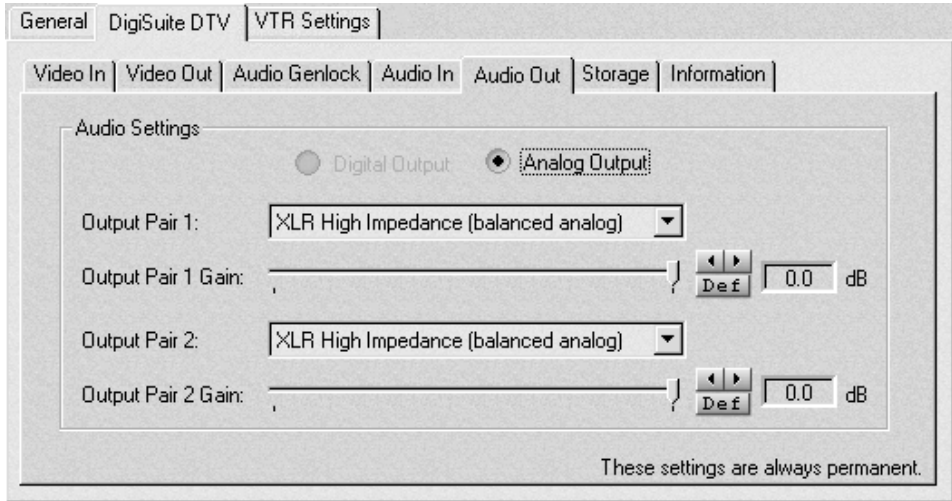 General DigiSuite DTV VTR Settings
Video In Video Out Audio Genlock Audio In Audio Out Storage Information
Audio Settings
Digital Output Analog Output
Output Pair 1: XLR High Impedance (balanced analog)
Output Pair 1 Gain: Def 0.0 dB
Output Pair 2: XLR High Impedance (balanced analog)
Output Pair 2 Gain: Def 0.0 dB
These settings are always permanent.